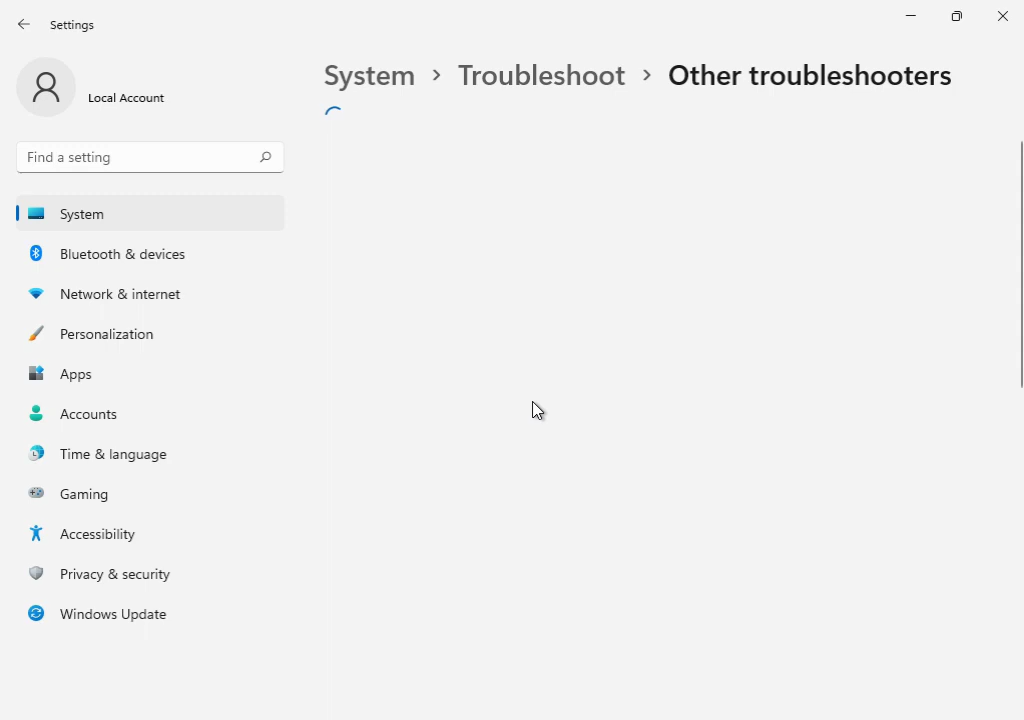 Settings
Local Account
Find a setting
System
Bluetooth & devices
Network & internet
Personalization
Apps
Accounts
Time & language
Gaming
Accessibility
Privacy & security
Windows Update
System > Troubleshoot > Other troubleshooters